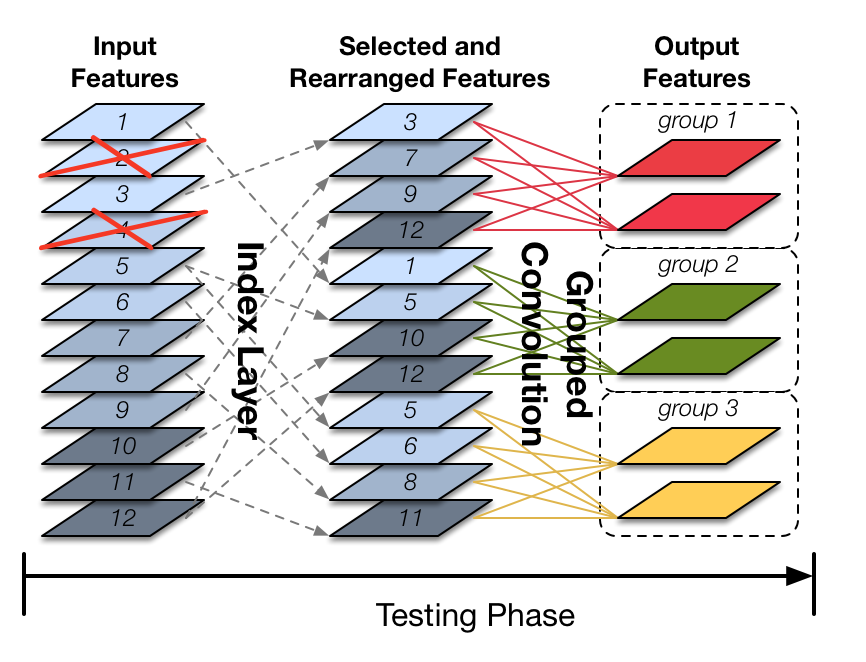 Input
Features
Selected and
Rearranged Features
Output
Features
1
2
3
4
5
6
7
8
9
10
11
12
Index Layer
3
7
9
12
1
5
10
12
5
6
8
11
Grouped
Convolution
group 1
group 2
group 3
Testing Phase